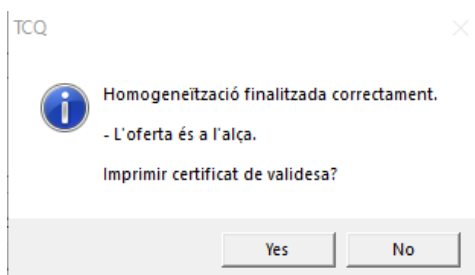 TCQ
Homogeneïtzació finalitzada correctament.
- L'oferta és a l'alça.
Imprimir certificat de validesa?
Yes
No